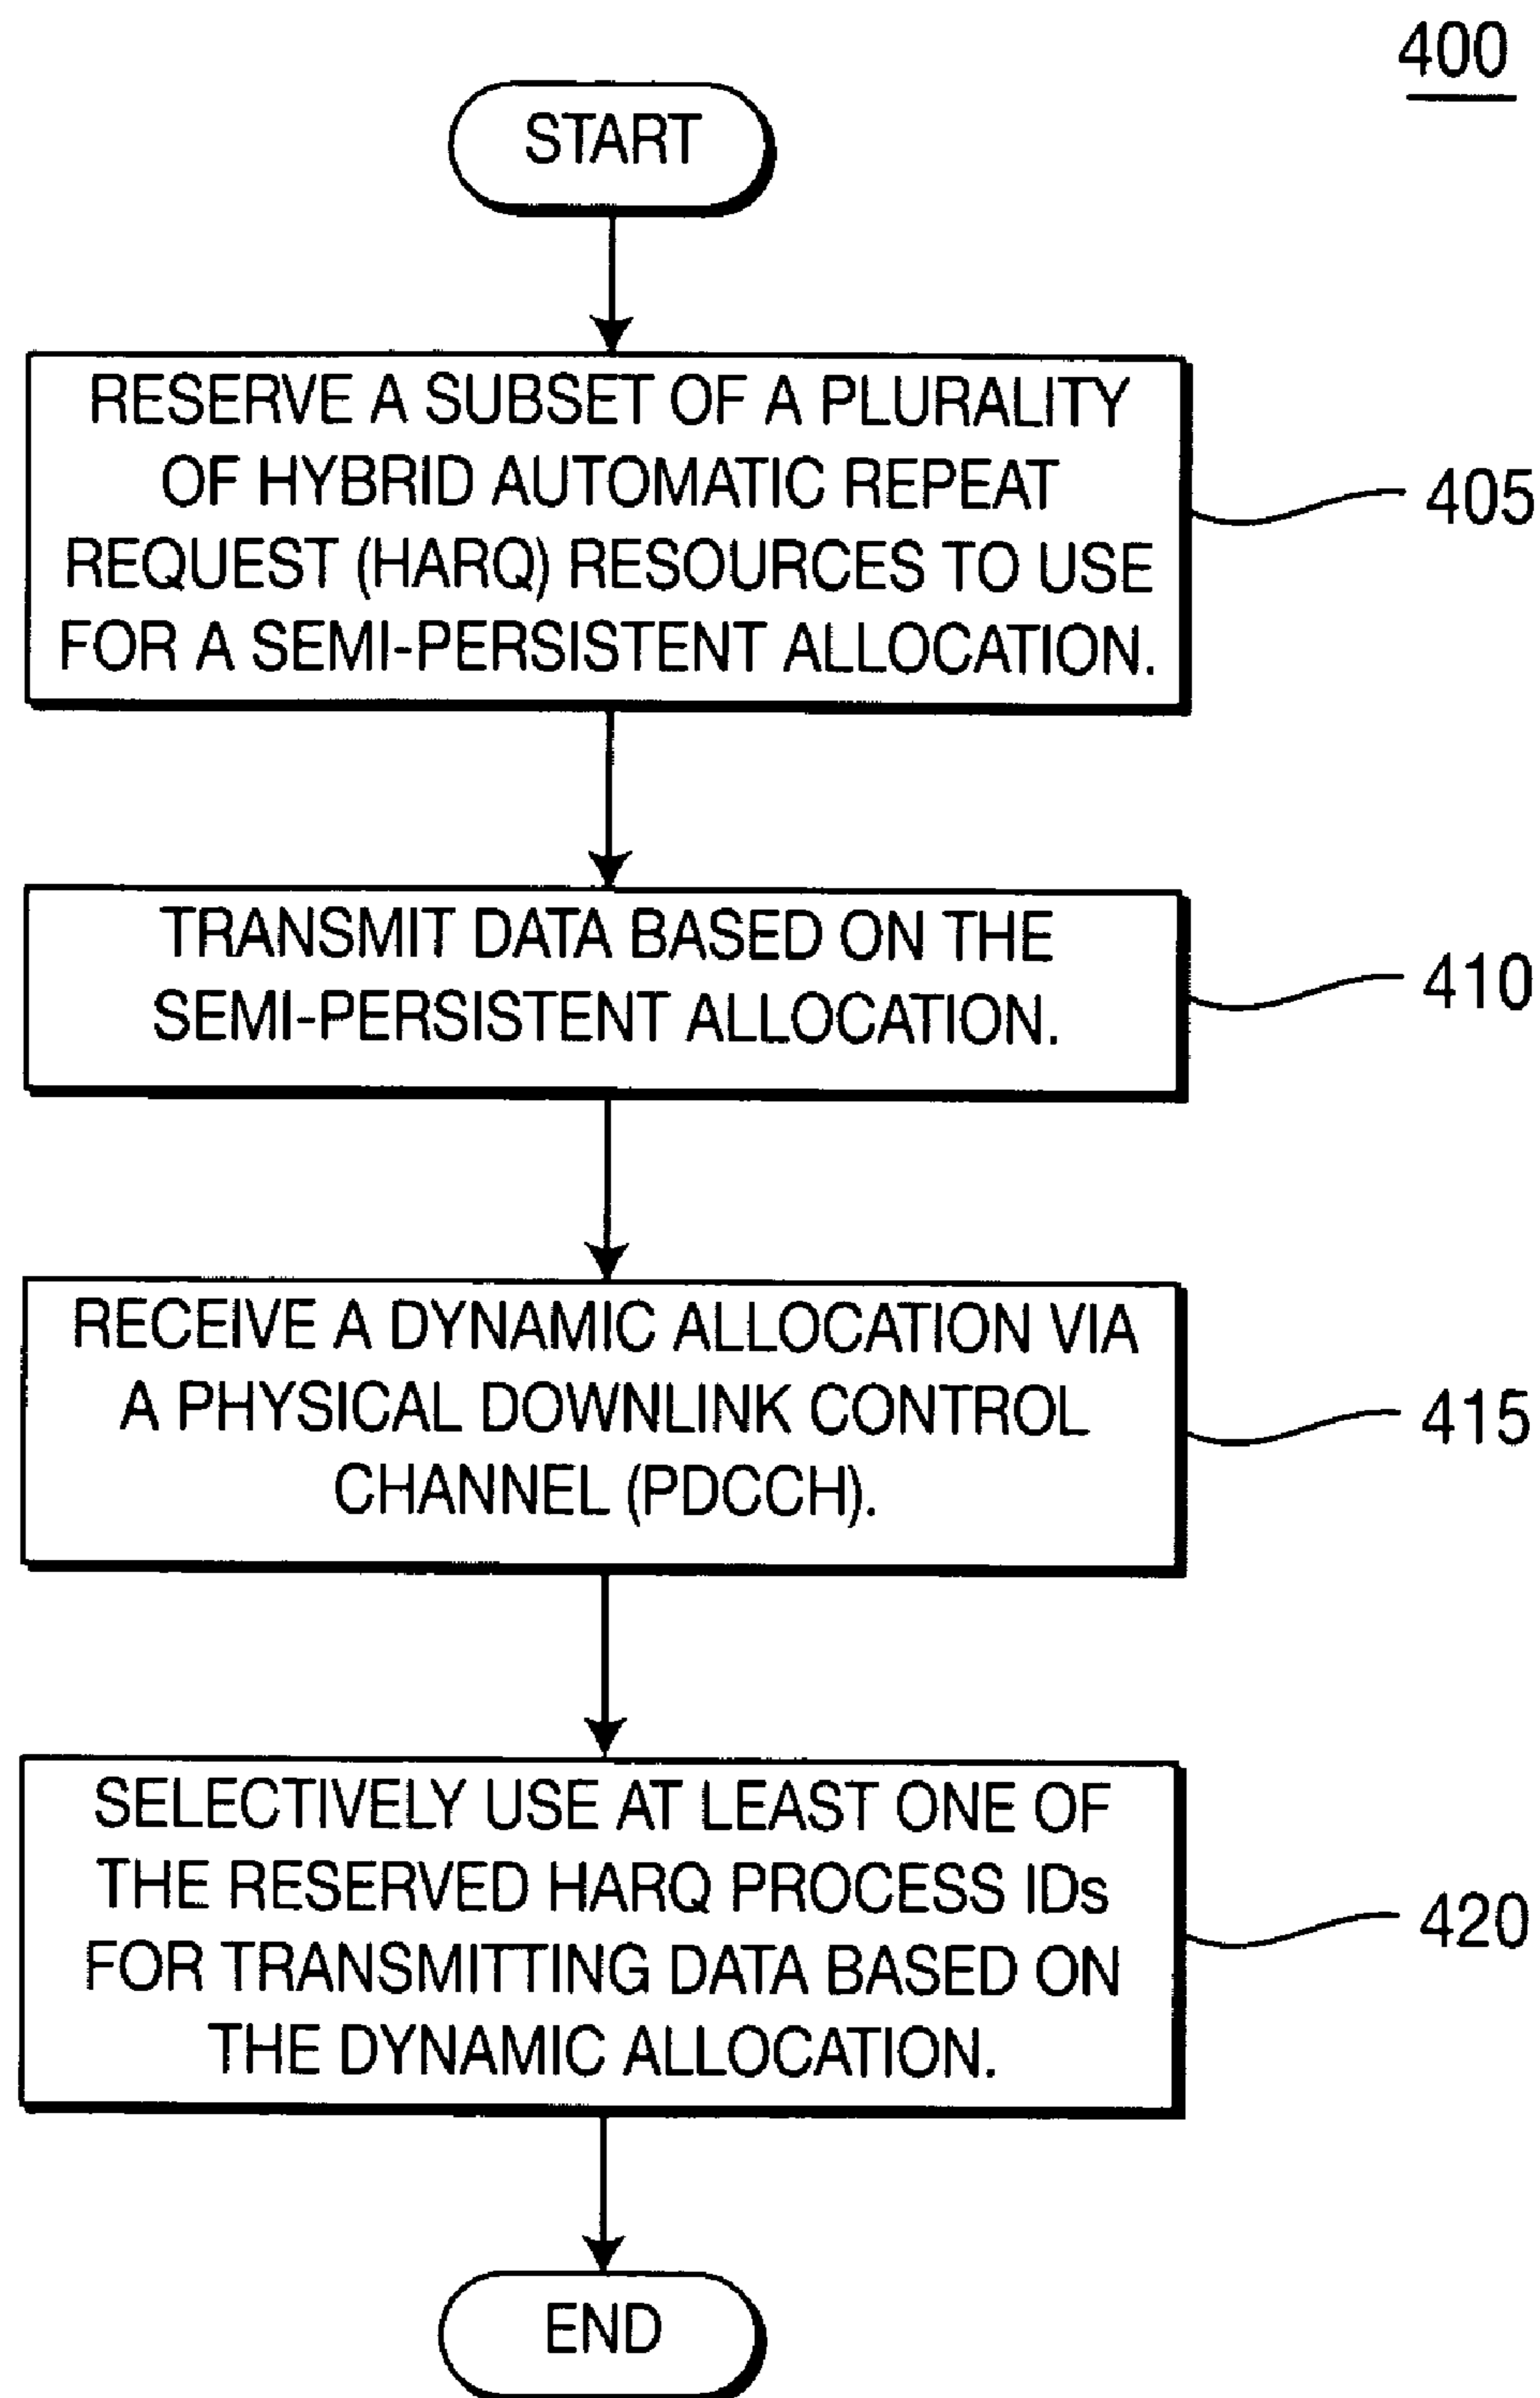 400
START
RESERVE A SUBSET OF A PLURALITY
OF HYBRID AUTOMATIC REPEAT
REQUEST (HARQ) RESOURCES TO USE
FOR A SEMI-PERSISTENT ALLOCATION.
405
TRANSMIT DATA BASED ON THE
SEMI-PERSISTENT ALLOCATION.
410
RECEIVE A DYNAMIC ALLOCATION VIA
A PHYSICAL DOWNLINK CONTROL
CHANNEL (PDCCH).
415
SELECTIVELY USE AT LEAST ONE OF
THE RESERVED HARQ PROCESS IDs
FOR TRANSMITTING DATA BASED ON
THE DYNAMIC ALLOCATION.
420
END